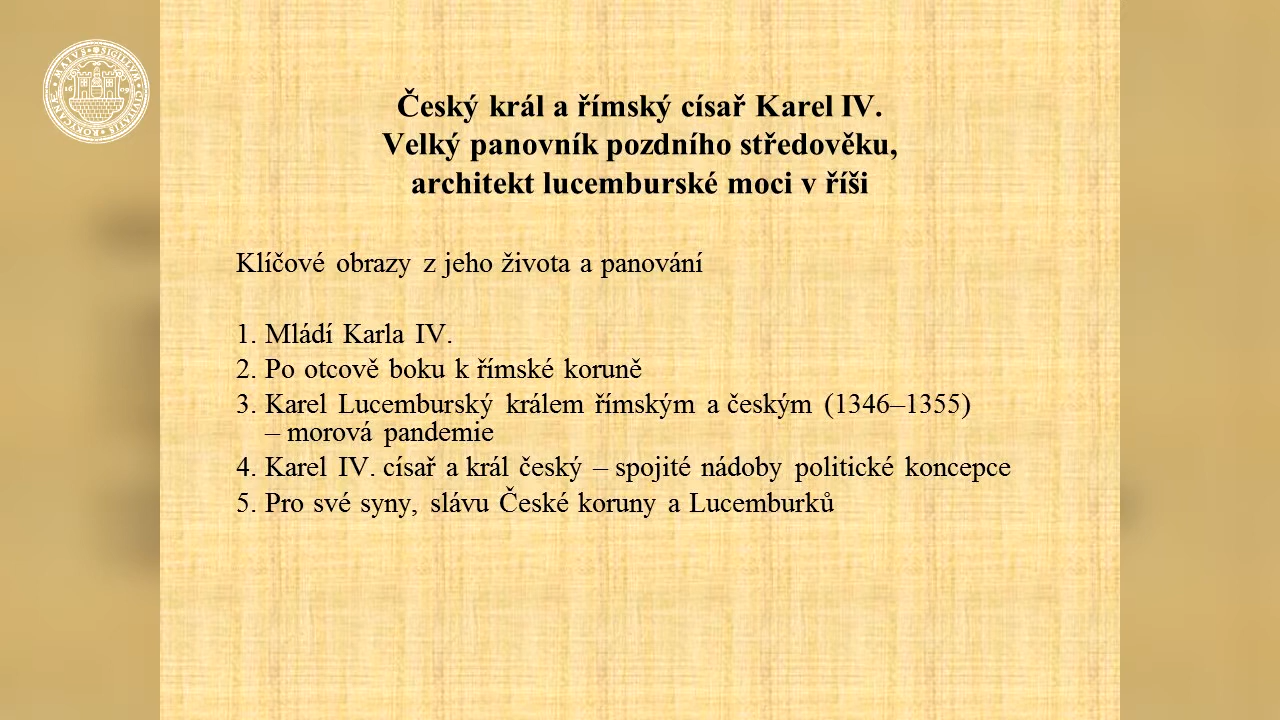 Český král a římský císař Karel IV.
Velký panovník pozdního středověku,
architekt lucemburské moci v říši
Klíčové obrazy z jeho života a panování
1. Mládí Karla IV.
2. Po otcově boku k římské koruně
3. Karel Lucemburský králem římským a českým (1346–1355)
– morová pandemie
4. Karel IV. císař a král český – spojité nádoby politické koncepce
5. Pro své syny, slávu České koruny a Lucemburků